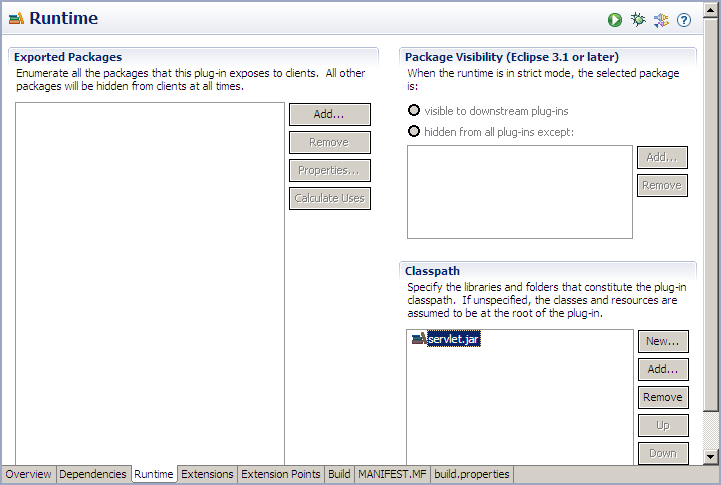 Runtime
Exported Packages
Enumerate all the packages that this plug-in exposes to clients. All other
packages will be hidden from clients at all times.
Add...
Remove
Properties...
Calculate Uses
Package Visibility (Eclipse 3.1 or later)
When the runtime is in strict mode, the selected package
is:
visible to downstream plug-ins
hidden from all plug-ins except:
Add...
Remove
Classpath
Specify the libraries and folders that constitute the plug-in
classpath. If unspecified, the classes and resources are
assumed to be at the root of the plug-in.
servlet.jar
New...
Add...
Remove
Up
Down
Overview Dependencies Runtime Extensions Extension Points Build MANIFEST.MF build.properties